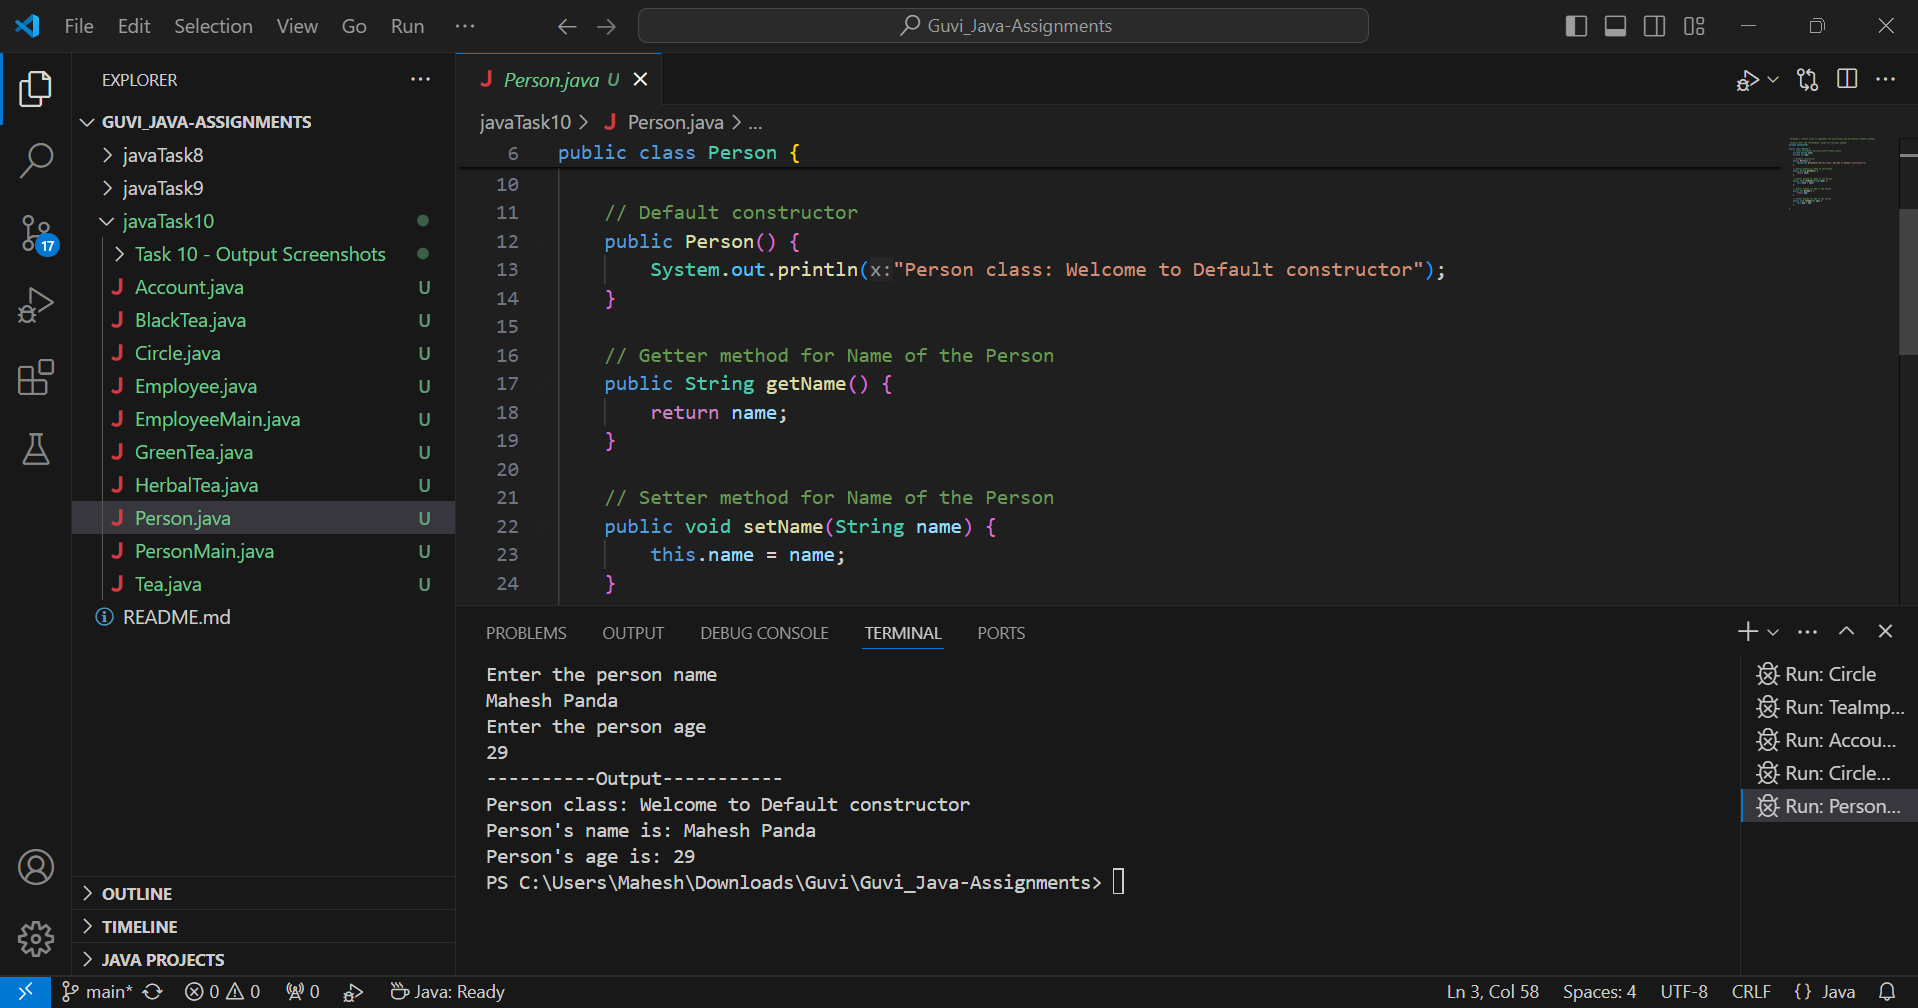 File Edit Selection View Go Run ··· Guvi_Java-Assignments
EXPLORER ···
GUVI_JAVA-ASSIGNMENTS
javaTask8
javaTask9
javaTask10
Task 10 - Output Screenshots
Account.java U
BlackTea.java U
Circle.java U
Employee.java U
EmployeeMain.java U
GreenTea.java U
HerbalTea.java U
Person.java U
PersonMain.java U
Tea.java U
README.md
17
OUTLINE
TIMELINE
JAVA PROJECTS
J Person.java U
javaTask10 > J Person.java > ...
6 public class Person {
10
11 // Default constructor
12 public Person() {
13 System.out.println(x:"Person class: Welcome to Default constructor");
14 }
15
16 // Getter method for Name of the Person
17 public String getName() {
18 return name;
19 }
20
21 // Setter method for Name of the Person
22 public void setName(String name) {
23 this.name = name;
24 }
PROBLEMS OUTPUT DEBUG CONSOLE TERMINAL PORTS
Enter the person name
Mahesh Panda
Enter the person age
29
----------Output-----------
Person class: Welcome to Default constructor
Person's name is: Mahesh Panda
Person's age is: 29
PS C:\Users\Mahesh\Downloads\Guvi\Guvi_Java-Assignments>
Run: Circle
Run: TeaImp...
Run: Accou...
Run: Circle...
Run: Person...
main* 0 0 0 Java: Ready Ln 3, Col 58 Spaces: 4 UTF-8 CRLF {} Java